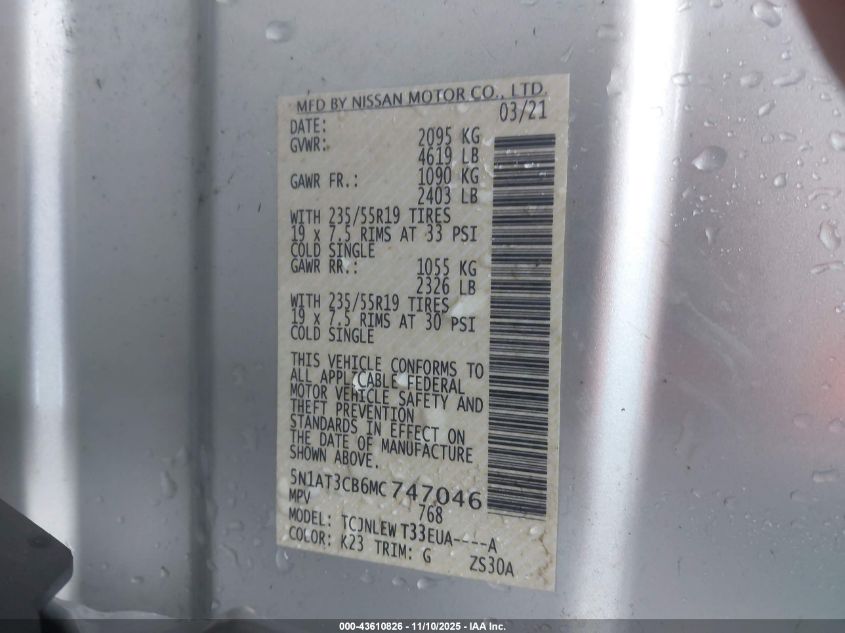 MFD BY NISSAN MOTOR CO., LTD.
DATE: 03/21
GVWR: 2095 KG
4619 LB
GAWR FR.: 1090 KG
2403 LB
WITH 235/55R19 TIRES
19 x 7.5 RIMS AT 33 PSI
COLD SINGLE
GAWR RR.: 1055 KG
2326 LB
WITH 235/55R19 TIRES
19 x 7.5 RIMS AT 30 PSI
COLD SINGLE
THIS VEHICLE CONFORMS TO
ALL APPLICABLE FEDERAL
MOTOR VEHICLE SAFETY AND
THEFT PREVENTION
STANDARDS IN EFFECT ON
THE DATE OF MANUFACTURE
SHOWN ABOVE.
5N1AT3CB6MC747046
MPV 768
MODEL: TCJNLEW T33EUA----A
COLOR: K23 TRIM: G ZS30A
000-43610826 - 11/10/2025 - IAA Inc.